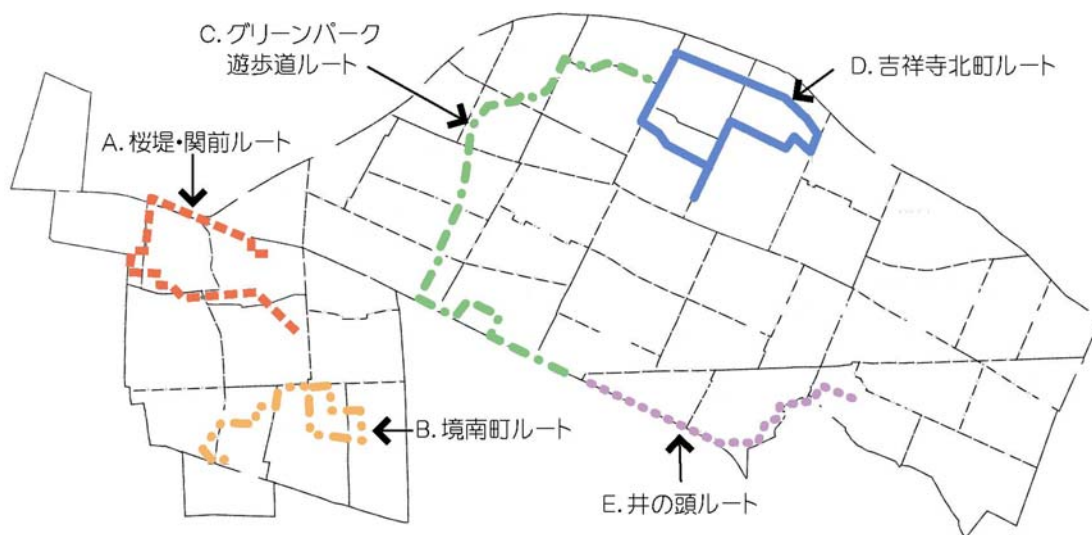 C. グリーンパーク
遊歩道ルート
D. 吉祥寺北町ルート
A. 桜堤・関前ルート
B. 境南町ルート
E. 井の頭ルート